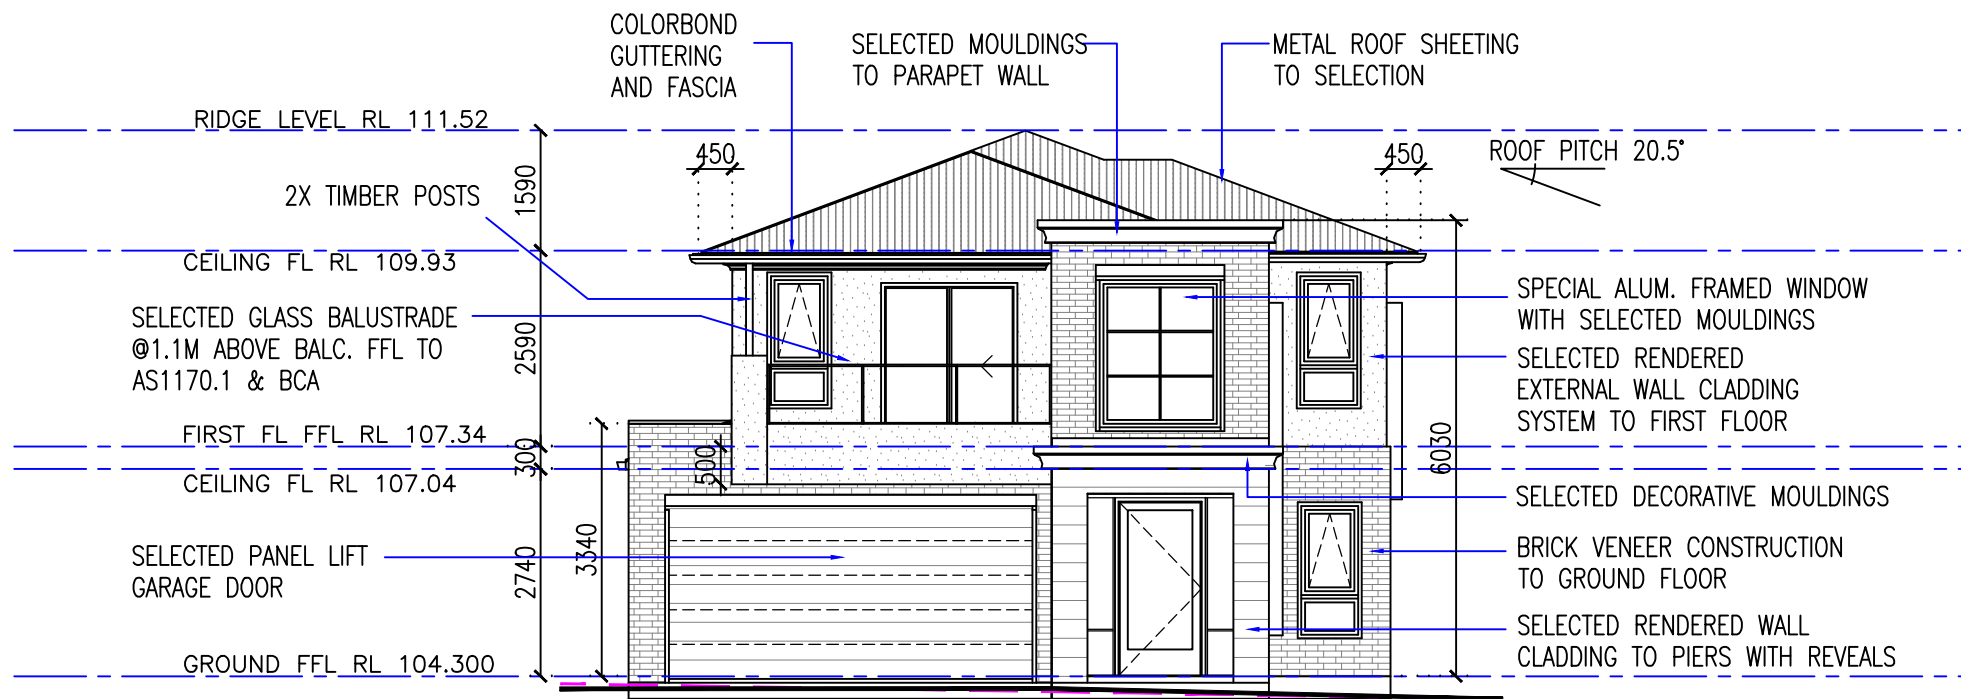 COLORBOND
GUTTERING
AND FASCIA
SELECTED MOULDINGS
TO PARAPET WALL
METAL ROOF SHEETING
TO SELECTION
RIDGE LEVEL RL 111.52
450
450
ROOF PITCH 20.5°
1590
2X TIMBER POSTS
CEILING FL RL 109.93
SELECTED GLASS BALUSTRADE
@1.1M ABOVE BALC. FFL TO
AS1170.1 & BCA
2590
SPECIAL ALUM. FRAMED WINDOW
WITH SELECTED MOULDINGS
SELECTED RENDERED
EXTERNAL WALL CLADDING
SYSTEM TO FIRST FLOOR
FIRST FL FFL RL 107.34
300
500
6030
CEILING FL RL 107.04
SELECTED DECORATIVE MOULDINGS
SELECTED PANEL LIFT
GARAGE DOOR
2740
3340
BRICK VENEER CONSTRUCTION
TO GROUND FLOOR
SELECTED RENDERED WALL
CLADDING TO PIERS WITH REVEALS
GROUND FFL RL 104.300